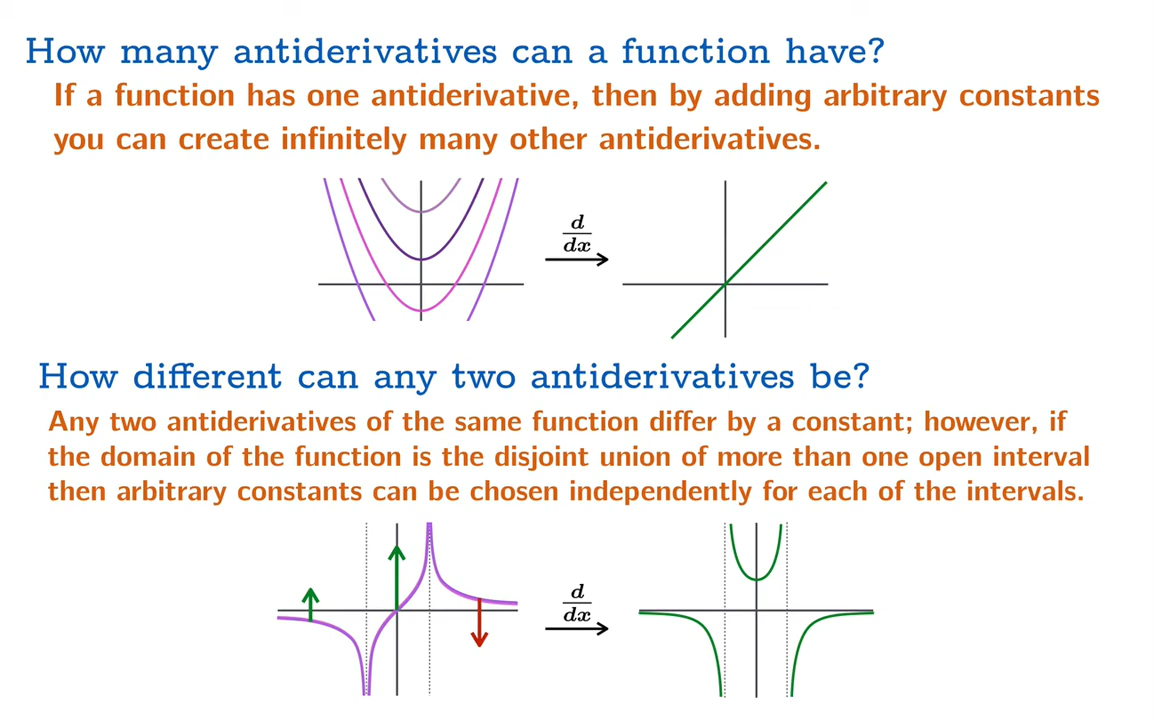 How many antiderivatives can a function have?
If a function has one antiderivative, then by adding arbitrary constants
you can create infinitely many other antiderivatives.
d
dx
How different can any two antiderivatives be?
Any two antiderivatives of the same function differ by a constant; however, if
the domain of the function is the disjoint union of more than one open interval
then arbitrary constants can be chosen independently for each of the intervals.
d
dx